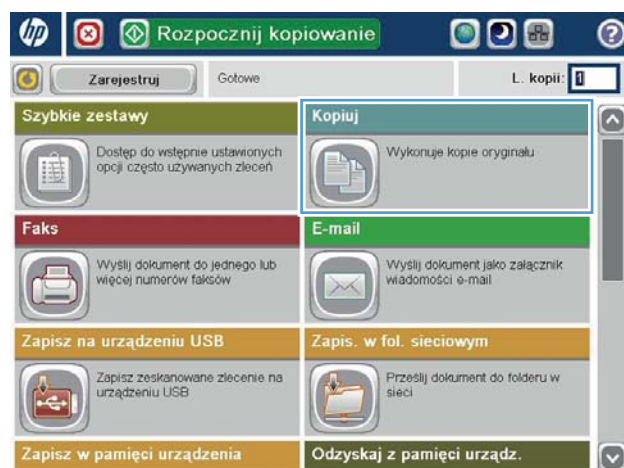 hp
Rozpocznij kopiowanie
?
Zarejestruj
Gotowe
L. kopii: 1
Szybkie zestawy
Dostęp do wstępnie ustawionych
opcji często używanych zleceń
Kopiuj
Wykonuje kopie oryginału
Faks
Wyślij dokument do jednego lub
więcej numerów faksów
E-mail
Wyślij dokument jako załącznik
wiadomości e-mail
Zapisz na urządzeniu USB
Zapisz zeskanowane zlecenie na
urządzeniu USB
Zapis. w fol. sieciowym
Prześlij dokument do folderu w
sieci
Zapisz w pamięci urządzenia
Odzyskaj z pamięci urządz.